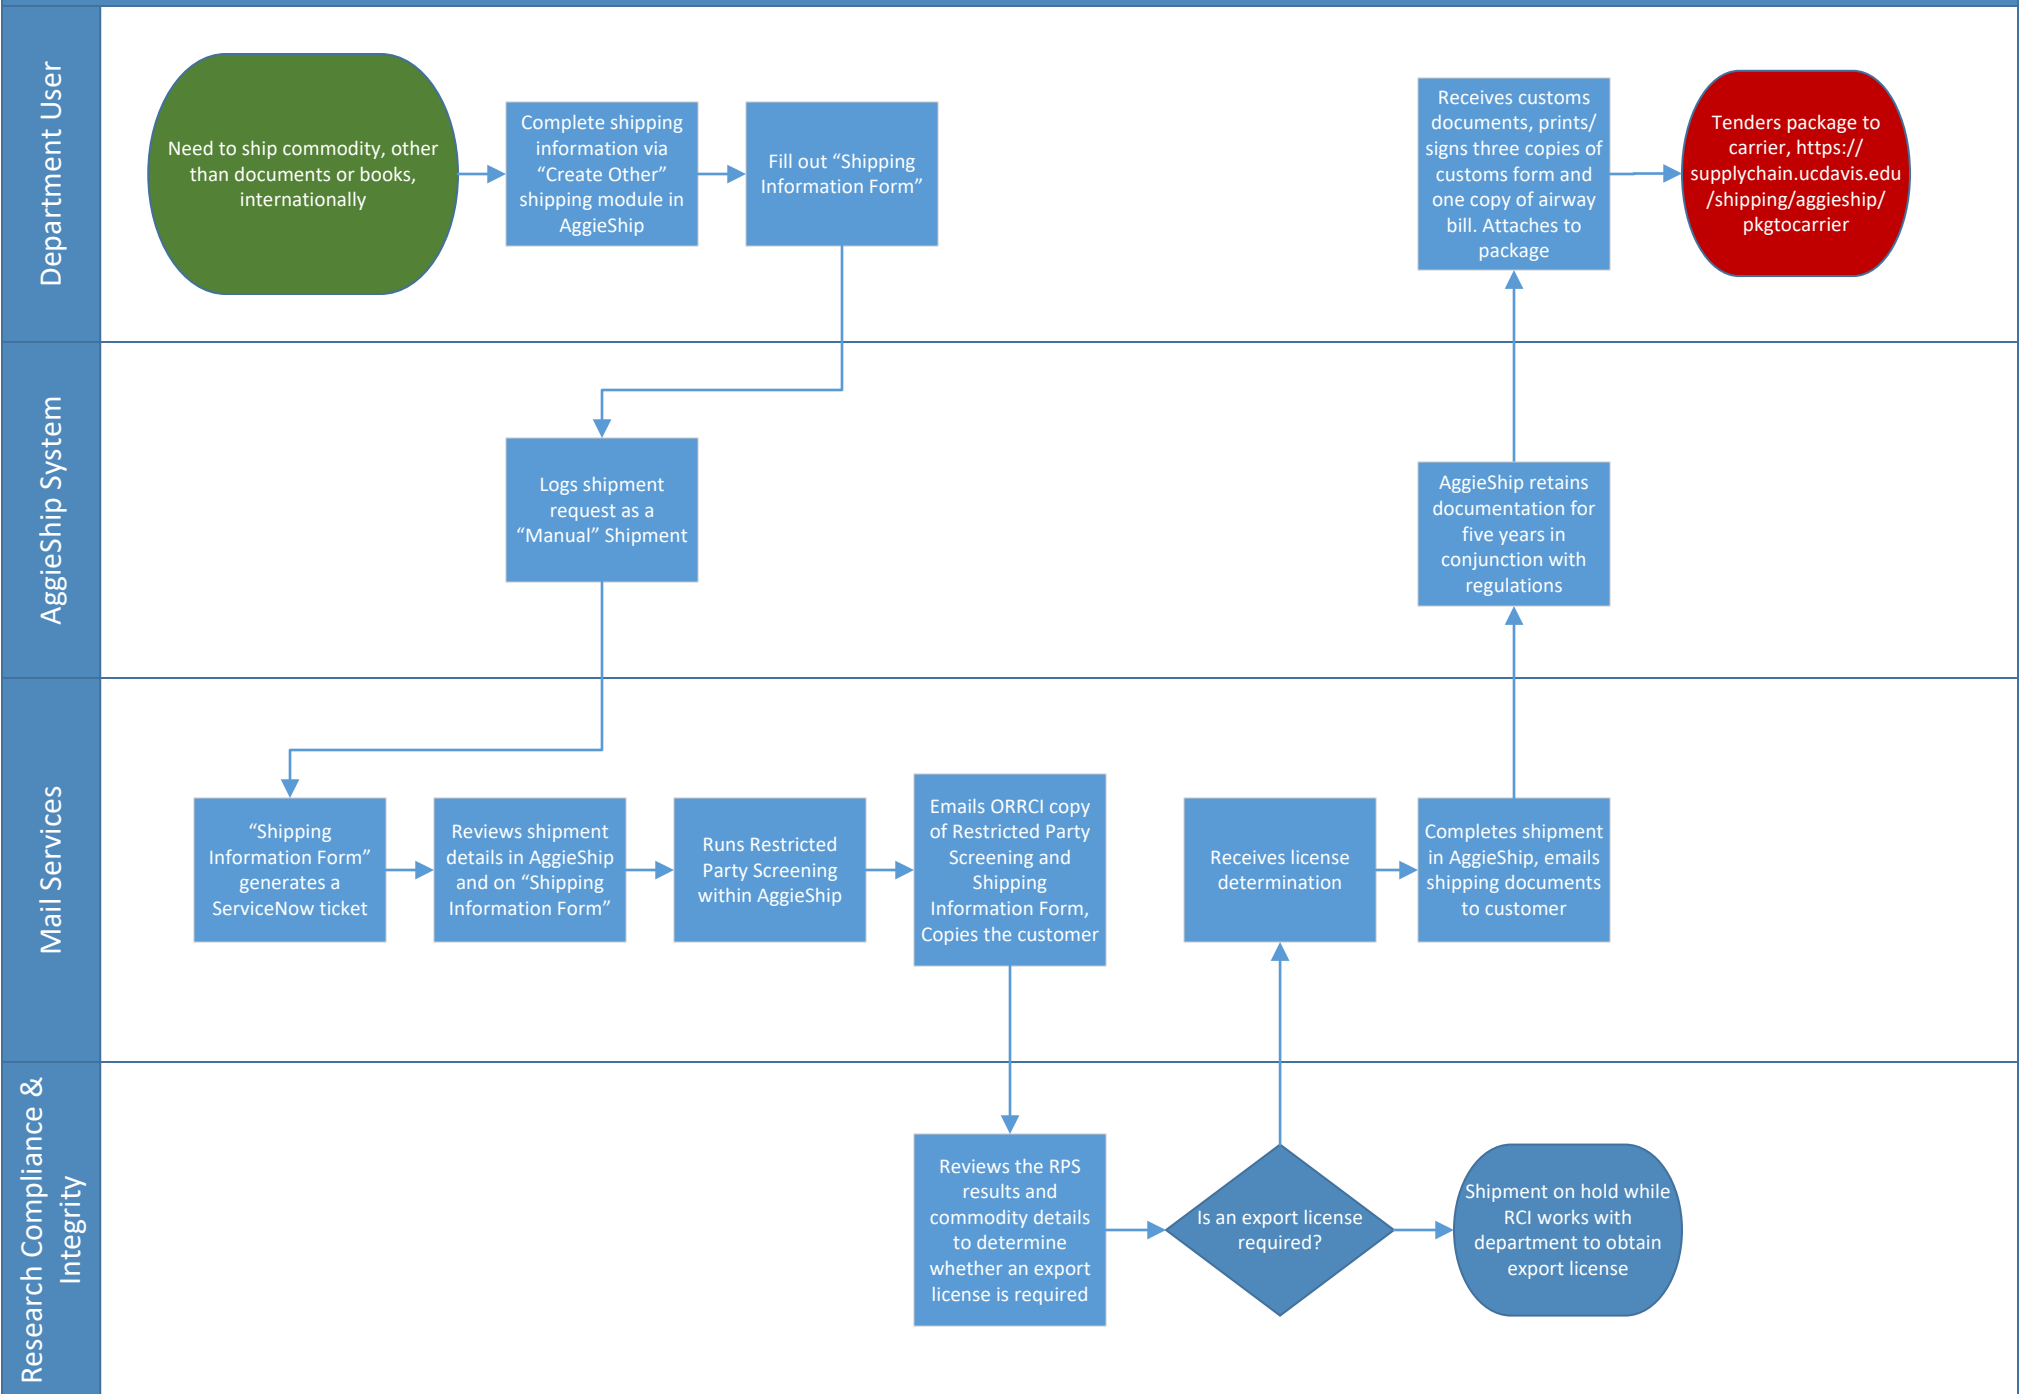 Department User
Need to ship commodity, other
than documents or books,
internationally
Complete shipping
information via
“Create Other”
shipping module in
AggieShip
Fill out “Shipping
Information Form”
Receives customs
documents, prints/
signs three copies of
customs form and
one copy of airway
bill. Attaches to
package
Tenders package to
carrier, https://
supplychain.ucdavis.edu
/shipping/aggieship/
pkgtocarrier
AggieShip System
Logs shipment
request as a
“Manual” Shipment
AggieShip retains
documentation for
five years in
conjunction with
regulations
Mail Services
“Shipping
Information Form”
generates a
ServiceNow ticket
Reviews shipment
details in AggieShip
and on “Shipping
Information Form”
Runs Restricted
Party Screening
within AggieShip
Emails ORRCI copy
of Restricted Party
Screening and
Shipping
Information Form,
Copies the customer
Receives license
determination
Completes shipment
in AggieShip, emails
shipping documents
to customer
Research Compliance &
Integrity
Reviews the RPS
results and
commodity details
to determine
whether an export
license is required
Is an export license
required?
Shipment on hold while
RCI works with
department to obtain
export license